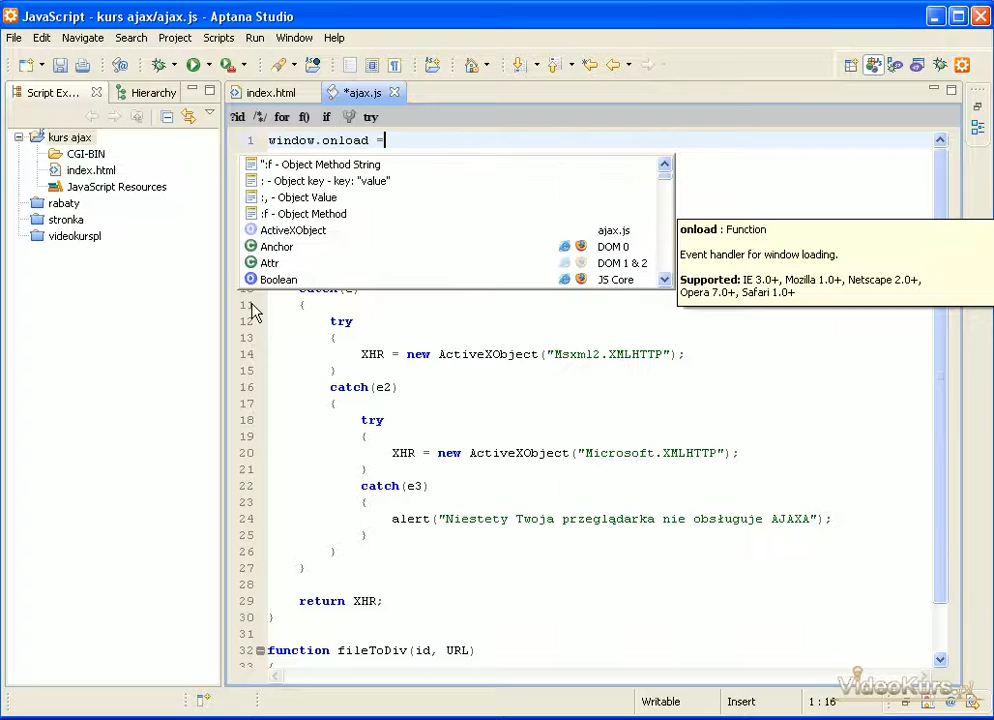 JavaScript - kurs ajax/ajax.js - Aptana Studio
File Edit Navigate Search Project Scripts Run Window Help
Script Ex... Hierarchy
index.html *ajax.js
?id /*/ for f() if try
kurs ajax
CGI-BIN
index.html
JavaScript Resources
rabaty
stronka
videokurspl
1 window.onload =
":f - Object Method String
: - Object key - key: "value"
:, - Object Value
:f - Object Method
ActiveXObject ajax.js
Anchor DOM 0
Attr DOM 1 & 2
Boolean JS Core
onload : Function
Event handler for window loading.
Supported: IE 3.0+, Mozilla 1.0+, Netscape 2.0+,
Opera 7.0+, Safari 1.0+
11 {
12 try
13 {
14 XHR = new ActiveXObject("Msxml2.XMLHTTP");
15 }
16 catch(e2)
17 {
18 try
19 {
20 XHR = new ActiveXObject("Microsoft.XMLHTTP");
21 }
22 catch(e3)
23 {
24 alert("Niestety Twoja przeglądarka nie obsługuje AJAXA");
25 }
26 }
27 }
28
29 return XHR;
30 }
31
32 function fileToDiv(id, URL)
33 {
Writable Insert 1 : 16
VideoKurs.pl